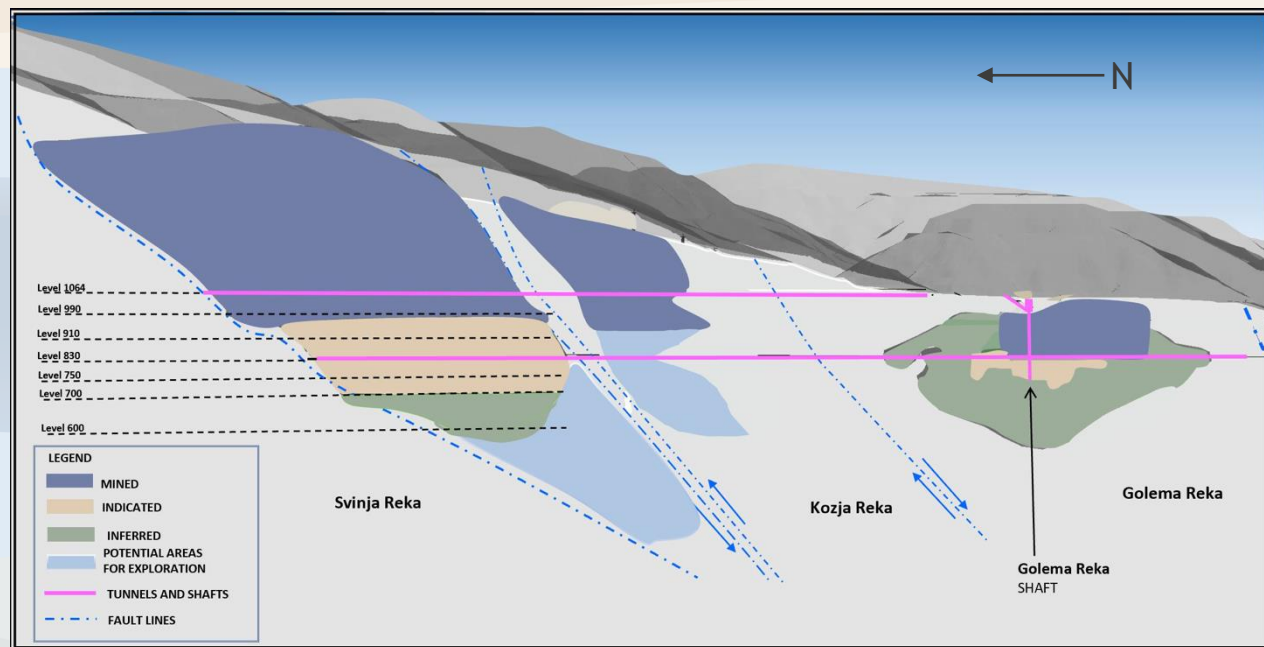 N
Level 1064
Level 990
Level 910
Level 830
Level 750
Level 700
Level 600
LEGEND
MINED
INDICATED
INFERRED
POTENTIAL AREAS
FOR EXPLORATION
TUNNELS AND SHAFTS
FAULT LINES
Svinja Reka
Kozja Reka
Golema Reka
Golema Reka
SHAFT